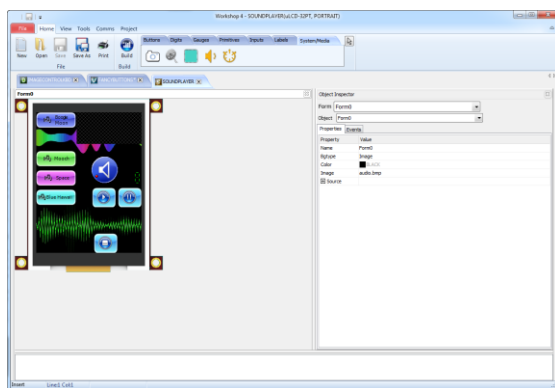 Workshop 4 - SOUNDPLAYER(uLCD-32PT, PORTRAIT)
File Home View Tools Comms Project
Buttons Digits Gauges Primitives Inputs Labels System/Media
New Open Save Save As Print Build
File Build
SOUNDPLAYER
Form0
Object Inspector
Form Form0
Object Form0
Properties Events
Property Value
Name Form0
Bgtype Image
Color BLACK
Image audio.bmp
Source
Insert Line:1 Col:1